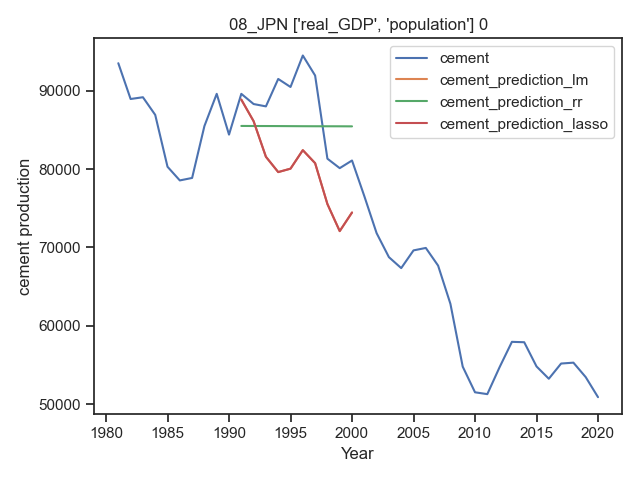 08_JPN ['real_GDP', 'population'] 0
cement
cement_prediction_lm
cement_prediction_rr
cement_prediction_lasso
cement production
90000
80000
70000
60000
50000
1980 1985 1990 1995 2000 2005 2010 2015 2020
Year